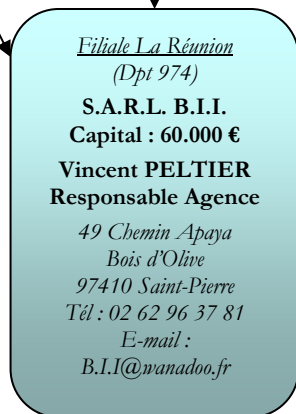 Filiale La Réunion
(Dpt 974)
S.A.R.L. B.I.I.
Capital : 60.000 €
Vincent PELTIER
Responsable Agence
49 Chemin Apaya
Bois d'Olive
97410 Saint-Pierre
Tél : 02 62 96 37 81
E-mail :
B.I.I@wanadoo.fr